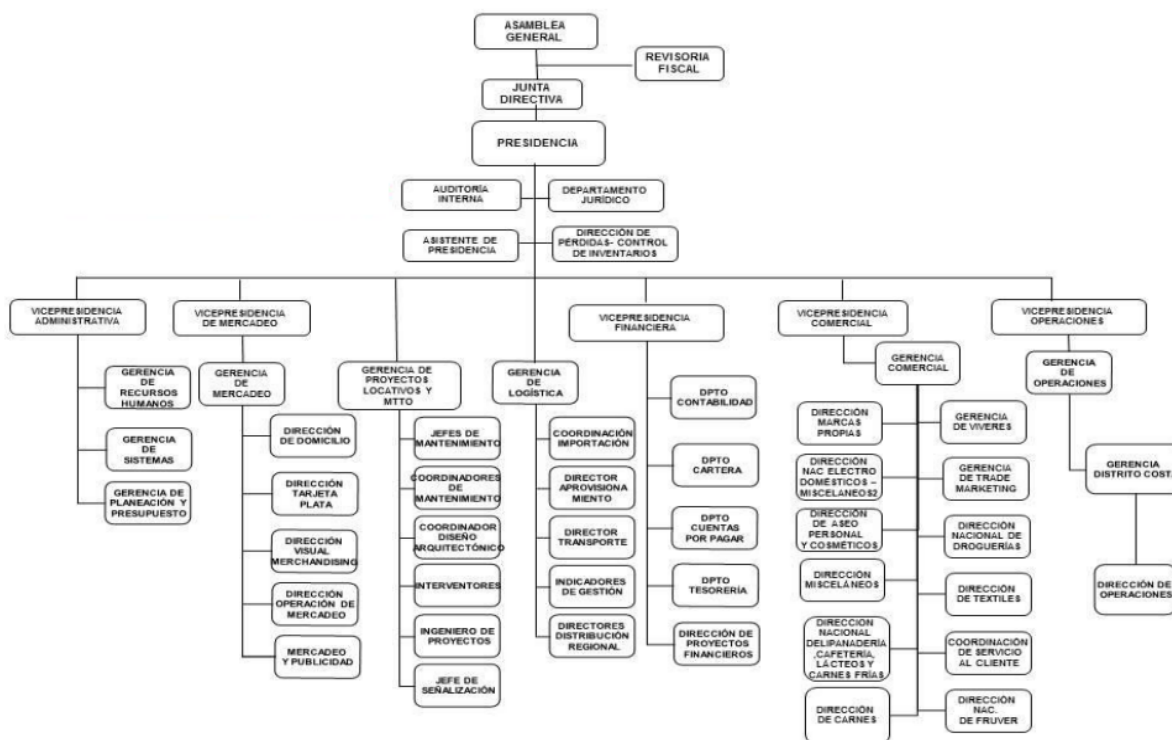 ASAMBLEA
GENERAL
REVISORIA
FISCAL
JUNTA
DIRECTIVA
PRESIDENCIA
AUDITORÍA
INTERNA
DEPARTAMENTO
JURÍDICO
ASISTENTE DE
PRESIDENCIA
DIRECCIÓN DE
PÉRDIDAS- CONTROL
DE INVENTARIOS
VICEPRESIDENCIA
ADMINISTRATIVA
VICEPRESIDENCIA
DE MERCADEO
VICEPRESIDENCIA
FINANCIERA
VICEPRESIDENCIA
COMERCIAL
VICEPRESIDENCIA
OPERACIONES
GERENCIA
DE
RECURSOS
HUMANOS
GERENCIA
DE
SISTEMAS
GERENCIA DE
PLANEACIÓN Y
PRESUPUESTO
GERENCIA
DE
MERCADEO
DIRECCIÓN
DE DOMICILIO
DIRECCIÓN
TARJETA
PLATA
DIRECCIÓN
VISUAL
MERCHANDISING
DIRECCIÓN
OPERACIÓN DE
MERCADEO
MERCADEO
Y PUBLICIDAD
GERENCIA DE
PROYECTOS
LOCATIVOS Y
MTTO
JEFES DE
MANTENIMIENTO
COORDINADORES
DE
MANTENIMIENTO
COORDINADOR
DISEÑO
ARQUITECTÓNICO
INTERVENTORES
INGENIERO DE
PROYECTOS
JEFE DE
SEÑALIZACIÓN
GERENCIA
DE
LOGÍSTICA
COORDINACIÓN
IMPORTACIÓN
DIRECTOR
APROVISIONA
MIENTO
DIRECTOR
TRANSPORTE
INDICADORES
DE GESTIÓN
DIRECTORES
DISTRIBUCIÓN
REGIONAL
DPTO
CONTABILIDAD
DPTO
CARTERA
DPTO
CUENTAS
POR PAGAR
DPTO
TESORERÍA
DIRECCIÓN DE
PROYECTOS
FINANCIEROS
GERENCIA
COMERCIAL
DIRECCIÓN
MARCAS
PROPIAS
DIRECCIÓN
NAC ELECTRO
DOMÉSTICOS –
MISCELANEOS2
DIRECCIÓN
DE ASEO
PERSONAL
Y COSMÉTICOS
DIRECCIÓN
MISCELÁNEOS
DIRECCIÓN
NACIONAL
DELIPANADERÍA
,CAFETERÍA,
LÁCTEOS Y
CARNES FRÍAS
DIRECCIÓN
DE CARNES
GERENCIA
DE VIVERES
GERENCIA
DE TRADE
MARKETING
DIRECCIÓN
NACIONAL DE
DROGUERÍAS
DIRECCIÓN
DE TEXTILES
COORDINACIÓN
DE SERVICIO
AL CLIENTE
DIRECCIÓN
NAC.
DE FRUVER
GERENCIA
DE
OPERACIONES
GERENCIA
DISTRITO COSTA
DIRECCIÓN DE
OPERACIONES